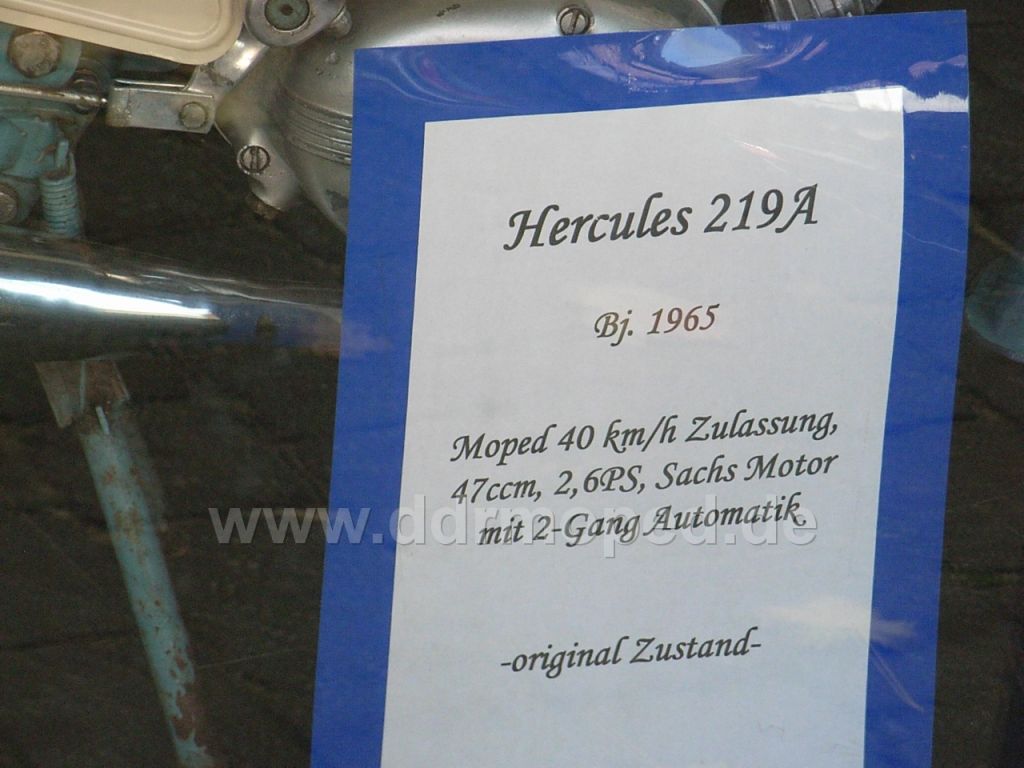 Hercules 219A
Bj. 1965
Moped 40 km/h Zulassung,
47ccm, 2,6PS, Sachs Motor
mit 2-Gang Automatik
www.ddrmoped.de
-original Zustand-